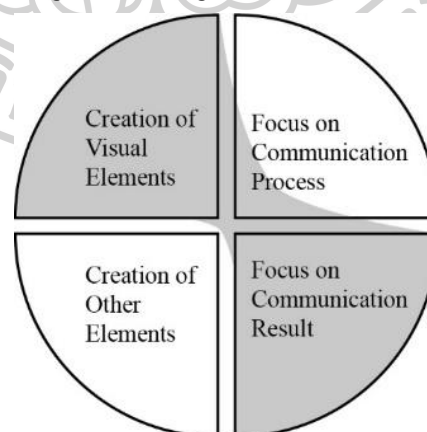 Creation of
Visual
Elements
Focus on
Communication
Process
Creation of
Other
Elements
Focus on
Communication
Result